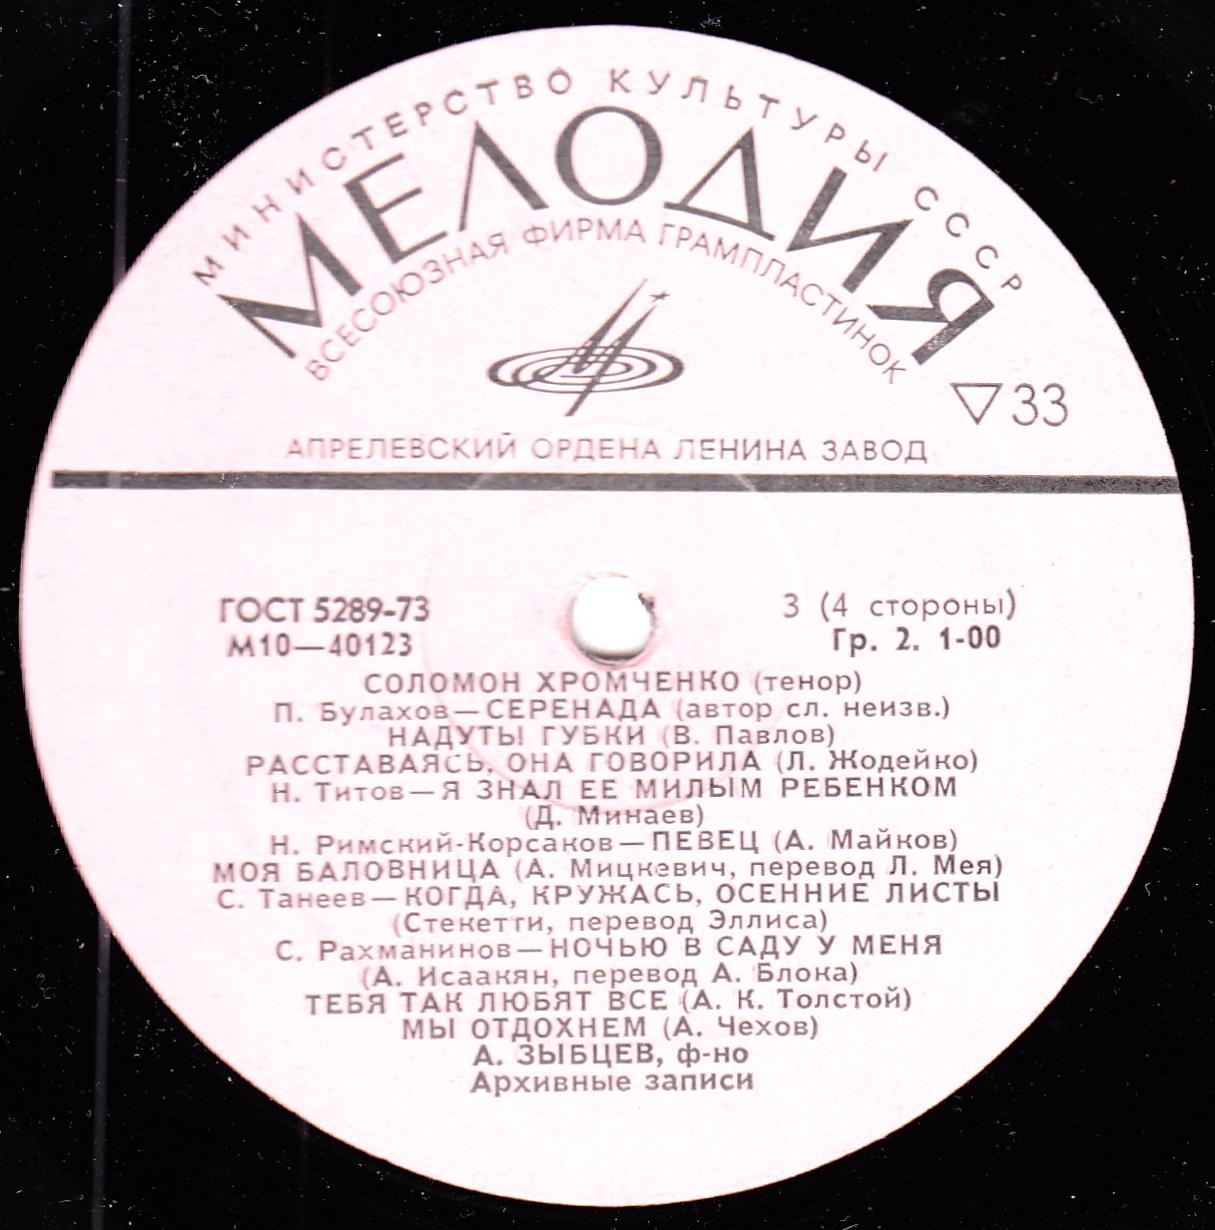 МИНИСТЕРСТВО КУЛЬТУРЫ СССР
МЕЛОДИЯ
ВСЕСОЮЗНАЯ ФИРМА ГРАМПЛАСТИНОК
▽ 33
АПРЕЛЕВСКИЙ ОРДЕНА ЛЕНИНА ЗАВОД
ГОСТ 5289-73
М10—40123
3 (4 стороны)
Гр. 2. 1-00
СОЛОМОН ХРОМЧЕНКО (тенор)
П. Булахов—СЕРЕНАДА (автор сл. неизв.)
НАДУТЫ ГУБКИ (В. Павлов)
РАССТАВАЯСЬ, ОНА ГОВОРИЛА (Л. Жодейко)
Н. Титов—Я ЗНАЛ ЕЕ МИЛЫМ РЕБЕНКОМ
(Д. Минаев)
Н. Римский-Корсаков—ПЕВЕЦ (А. Майков)
МОЯ БАЛОВНИЦА (А. Мицкевич, перевод Л. Мея)
С. Танеев—КОГДА, КРУЖАСЬ, ОСЕННИЕ ЛИСТЫ
(Стекетти, перевод Эллиса)
С. Рахманинов—НОЧЬЮ В САДУ У МЕНЯ
(А. Исаакян, перевод А. Блока)
ТЕБЯ ТАК ЛЮБЯТ ВСЕ (А. К. Толстой)
МЫ ОТДОХНЕМ (А. Чехов)
А. ЗЫБЦЕВ, ф-но
Архивные записи